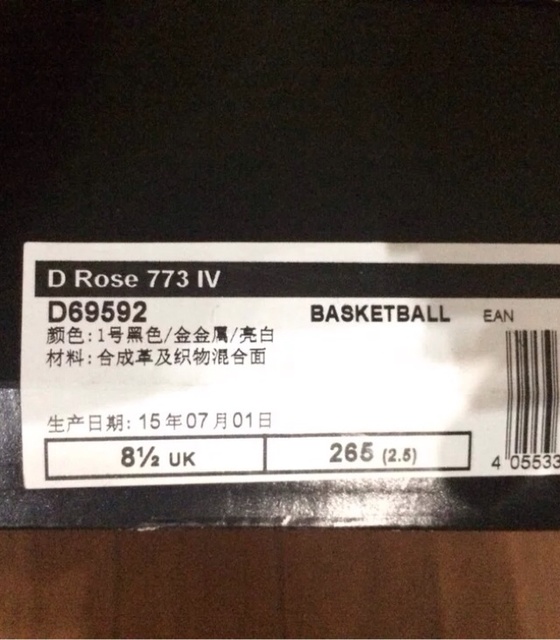 D Rose 773 IV
D69592 BASKETBALL EAN
颜色:1号黑色/金金属/亮白
材料:合成革及织物混合面
生产日期: 15年07月01日
8½ UK 265 (2.5)
4 05533